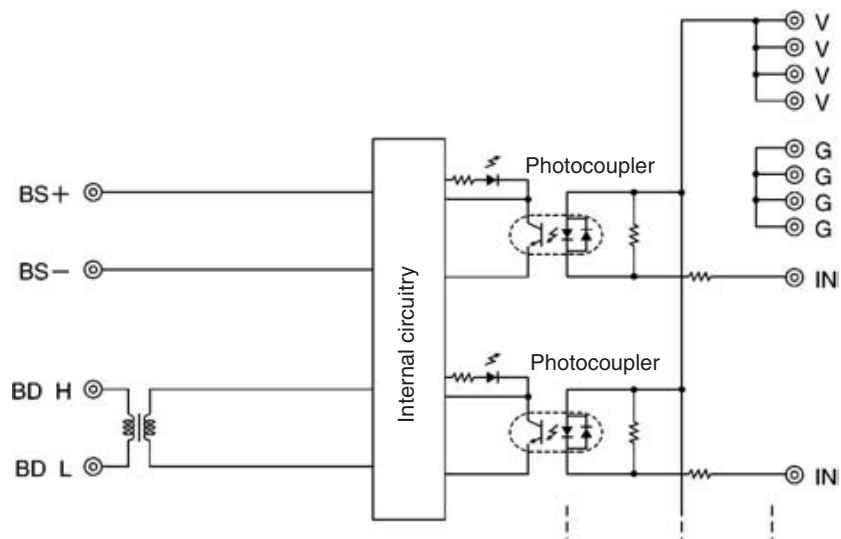 V
V
V
V
G
G
G
G
Photocoupler
BS+
BS−
IN
Internal circuitry
Photocoupler
BD H
BD L
IN